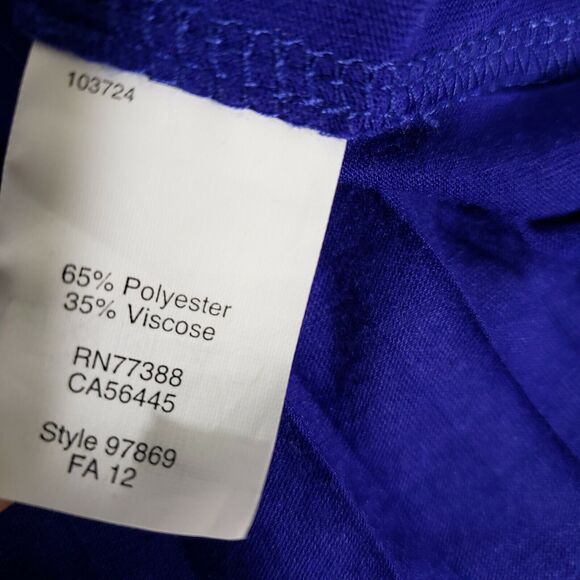 103724
65% Polyester
35% Viscose
RN77388
CA56445
Style 97869
FA 12